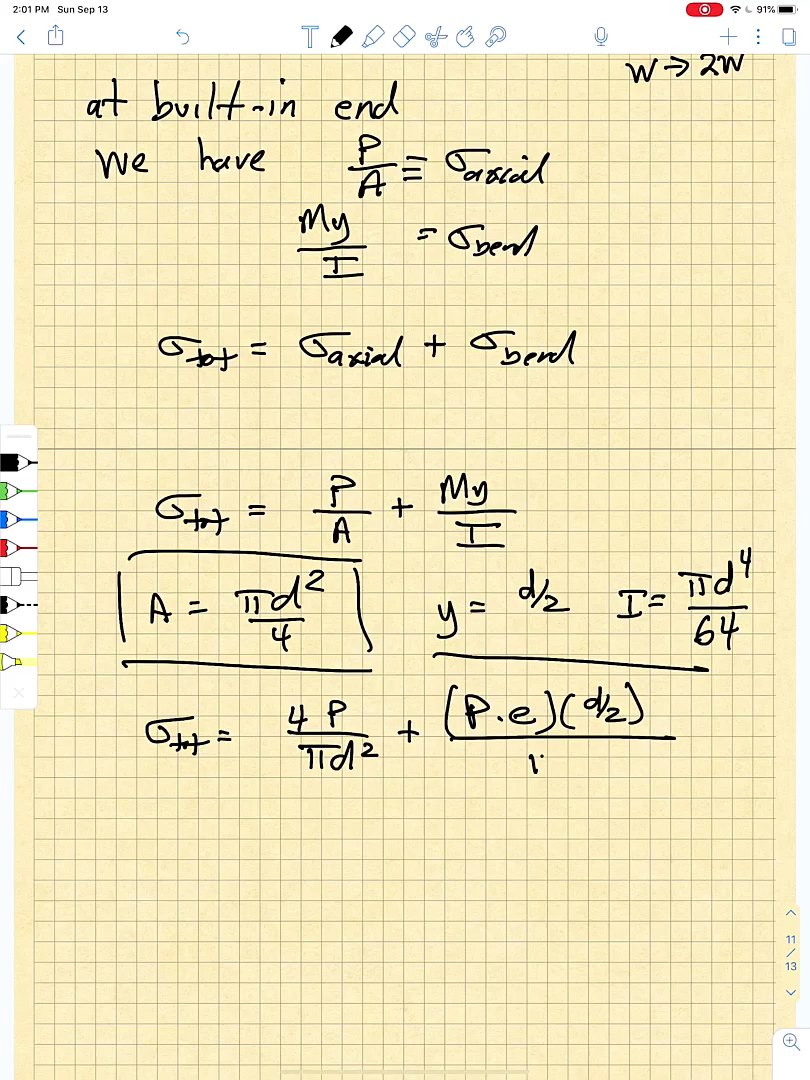 2:01 PM Sun Sep 13
91%
T
W → 2W
at built-in end
We have P/A = σaxial
My/I = σbend
σtot = σaxial + σbend
σtot = P/A + My/I
A = πd²/4 y = d/2 I = πd⁴/64
σtot = 4P/πd² + (P·e)(d/2)/
11
/
13